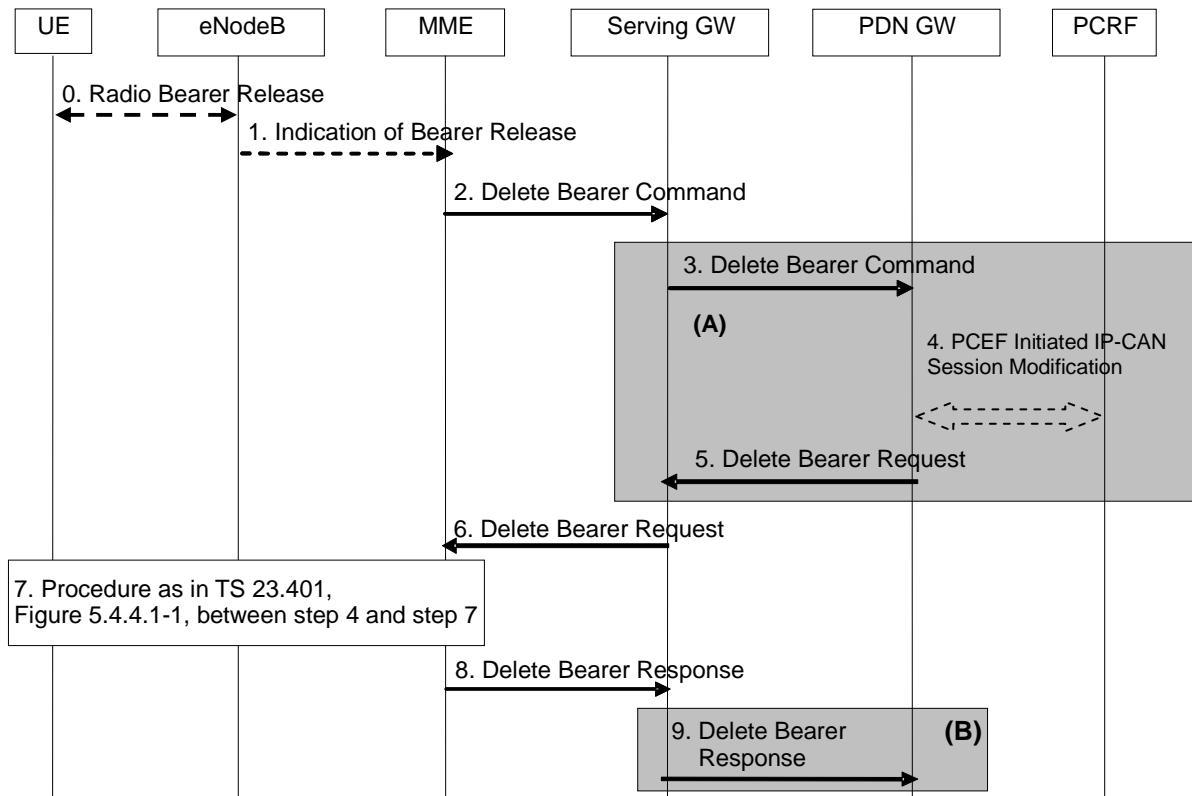 UE
eNodeB
MME
Serving GW
PDN GW
PCRF
0. Radio Bearer Release
1. Indication of Bearer Release
2. Delete Bearer Command
3. Delete Bearer Command
(A)
4. PCEF Initiated IP-CAN
Session Modification
5. Delete Bearer Request
6. Delete Bearer Request
7. Procedure as in TS 23.401,
Figure 5.4.4.1-1, between step 4 and step 7
8. Delete Bearer Response
9. Delete Bearer
Response
(B)